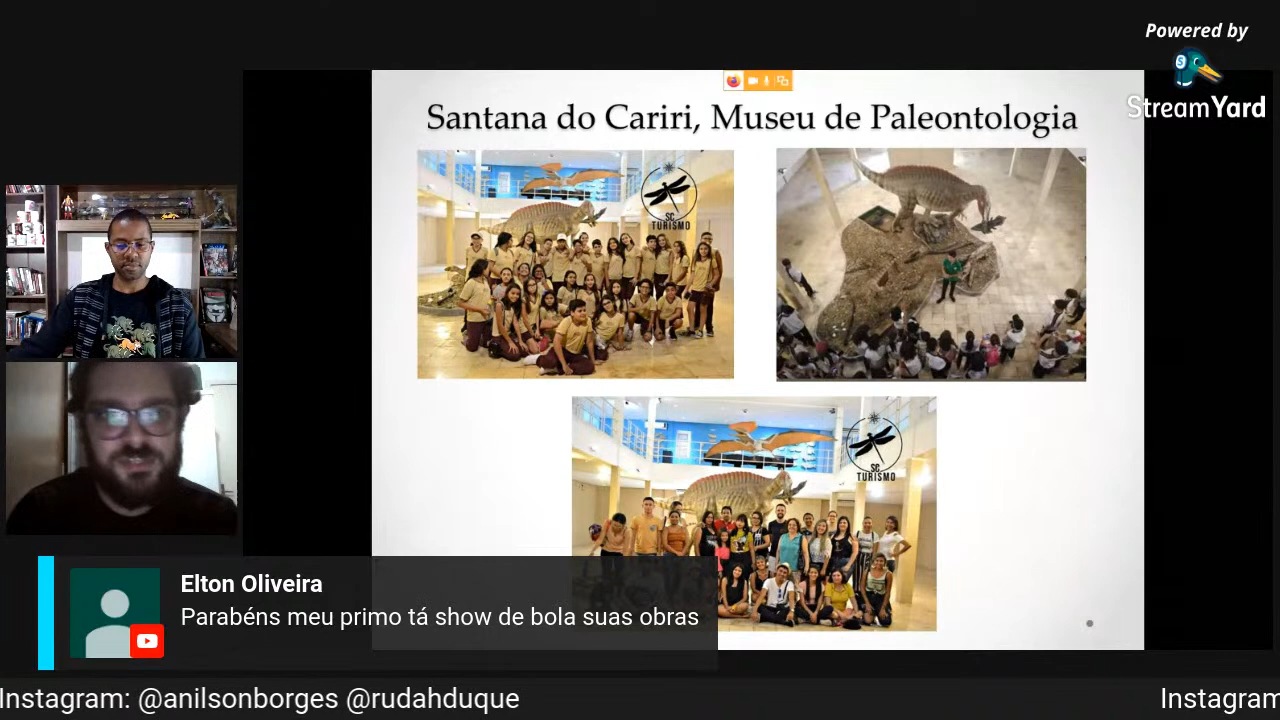 Powered by
StreamYard
Santana do Cariri, Museu de Paleontologia
SC
TURISMO
SC
TURISMO
Elton Oliveira
Parabéns meu primo tá show de bola suas obras
Instagram: @anilsonborges @rudahduque
Instagram